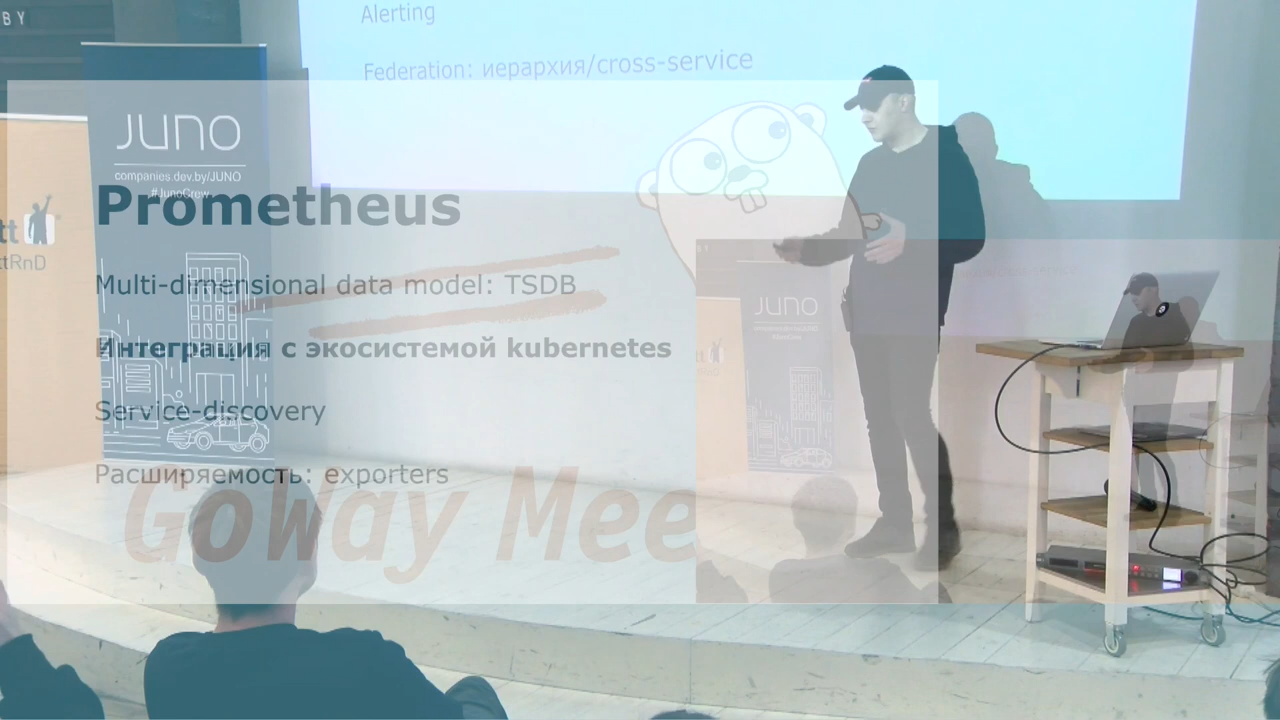 BY
Alerting
Federation: иерархия/cross-service
JUNO
companies.dev.by/JUNO
#JunoCrew
Prometheus
Multi-dimensional data model: TSDB
Интеграция с экосистемой kubernetes
Service-discovery
Расширяемость: exporters
GoWay Mee
JUNO